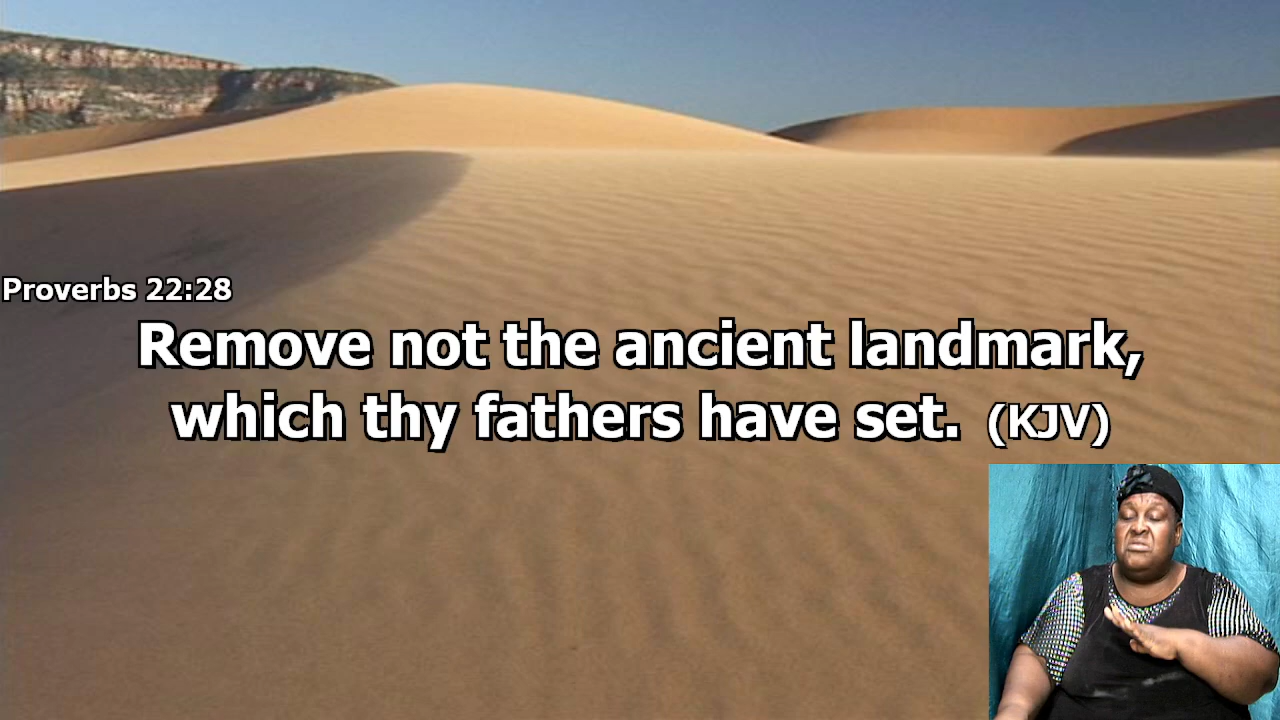 Proverbs 22:28
Remove not the ancient landmark,
which thy fathers have set. (KJV)